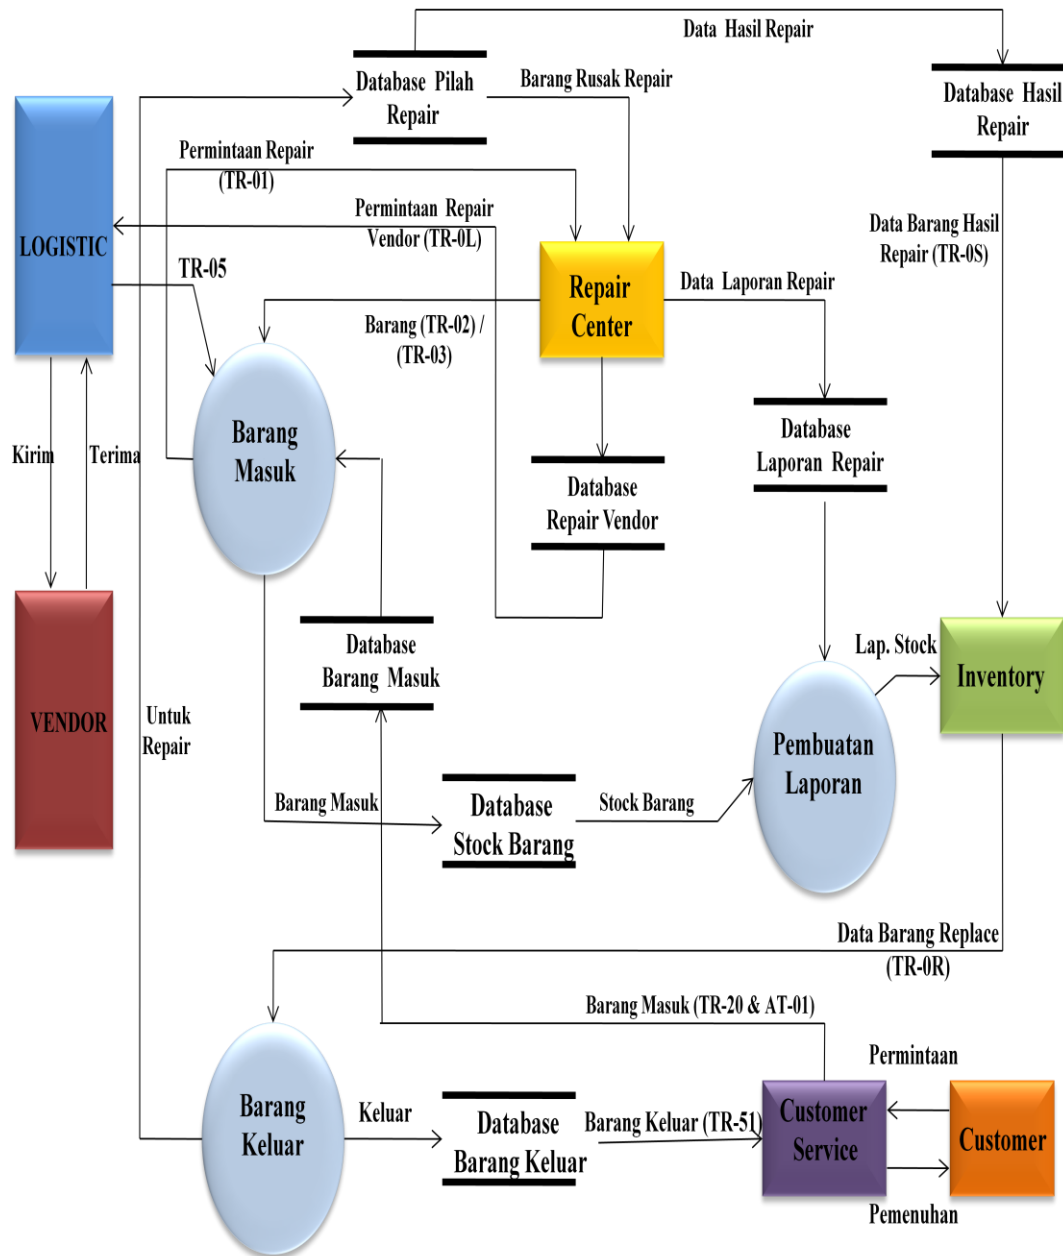 Data Hasil Repair
Database Pilah
Repair
Barang Rusak Repair
Database Hasil
Repair
Permintaan Repair
(TR-01)
Permintaan Repair
Vendor (TR-0L)
Data Barang Hasil
Repair (TR-0S)
LOGISTIC
TR-05
Repair
Center
Data Laporan Repair
Barang (TR-02) /
(TR-03)
Barang
Masuk
Database
Laporan Repair
Kirim
Terima
Database
Repair Vendor
Database
Barang Masuk
Lap. Stock
Inventory
VENDOR
Untuk
Repair
Pembuatan
Laporan
Barang Masuk
Database
Stock Barang
Stock Barang
Data Barang Replace
(TR-0R)
Barang Masuk (TR-20 & AT-01)
Permintaan
Barang
Keluar
Keluar
Database
Barang Keluar
Barang Keluar (TR-51)
Customer
Service
Customer
Pemenuhan